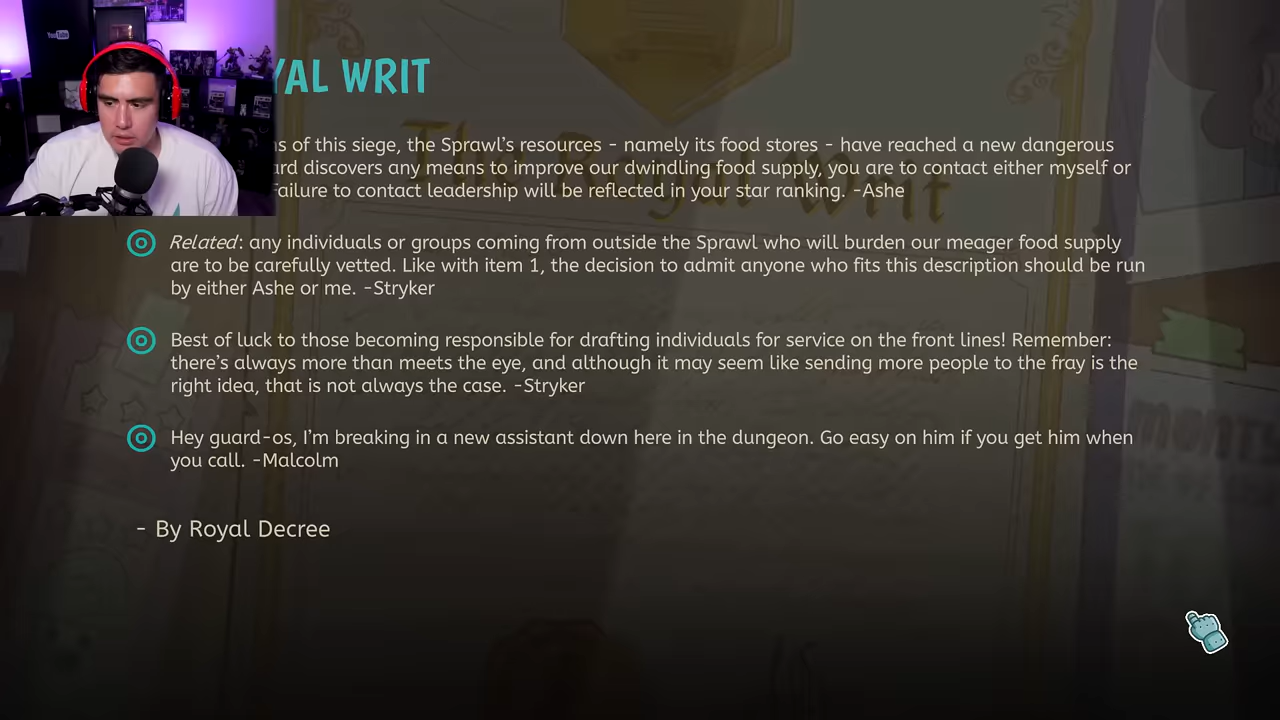 YAL WRIT
of this siege, the Sprawl's resources - namely its food stores - have reached a new dangerous
discovers any means to improve our dwindling food supply, you are to contact either myself or
Failure to contact leadership will be reflected in your star ranking. -Ashe
Related: any individuals or groups coming from outside the Sprawl who will burden our meager food supply
are to be carefully vetted. Like with item 1, the decision to admit anyone who fits this description should be run
by either Ashe or me. -Stryker
Best of luck to those becoming responsible for drafting individuals for service on the front lines! Remember:
there's always more than meets the eye, and although it may seem like sending more people to the fray is the
right idea, that is not always the case. -Stryker
Hey guard-os, I'm breaking in a new assistant down here in the dungeon. Go easy on him if you get him when
you call. -Malcolm
- By Royal Decree
The Royal Writ
YouTube